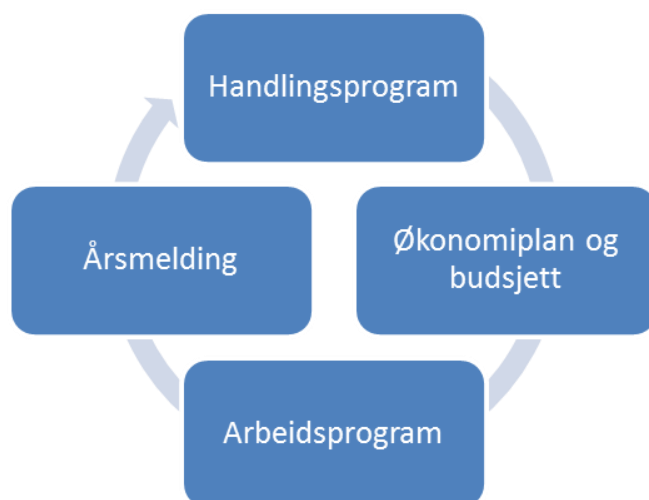 Handlingsprogram
Økonomiplan og
budsjett
Arbeidsprogram
Årsmelding